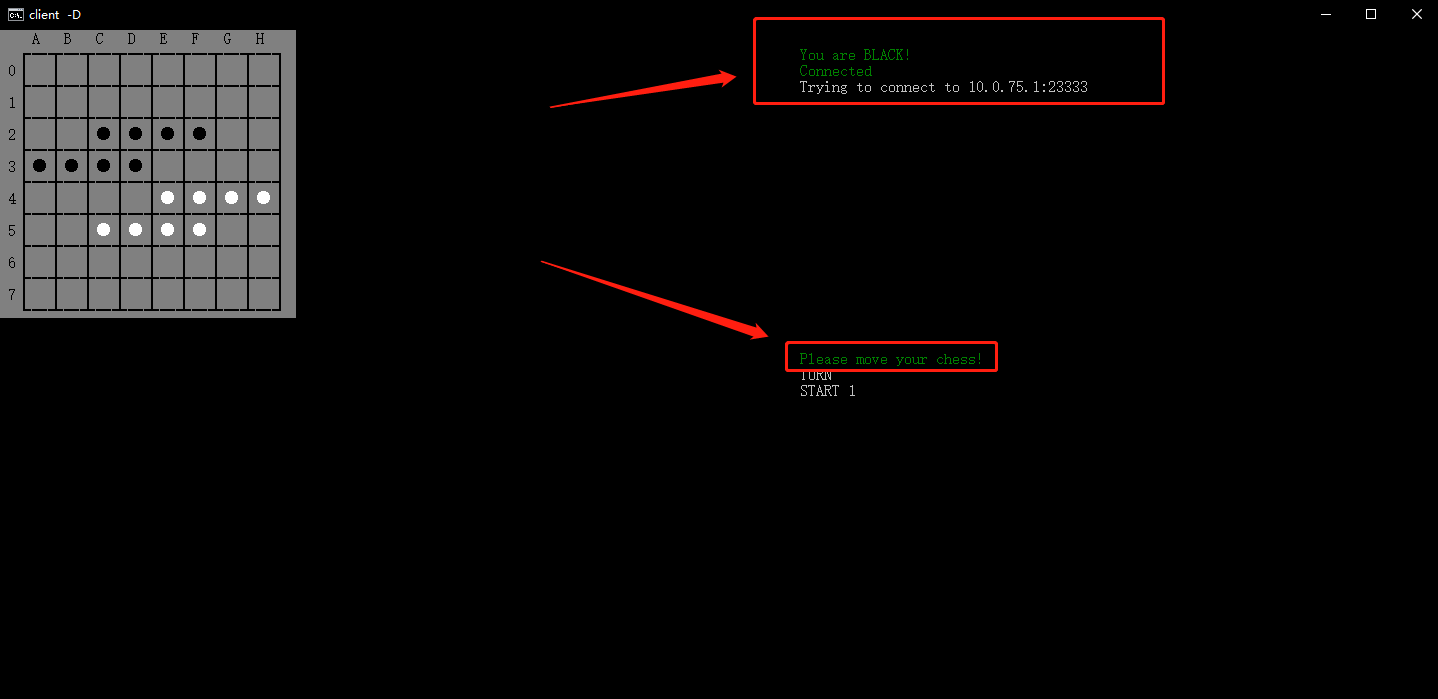 client -D
A B C D E F G H
0
1
2
3
4
5
6
7
You are BLACK!
Connected
Trying to connect to 10.0.75.1:23333
Please move your chess!
TURN
START 1